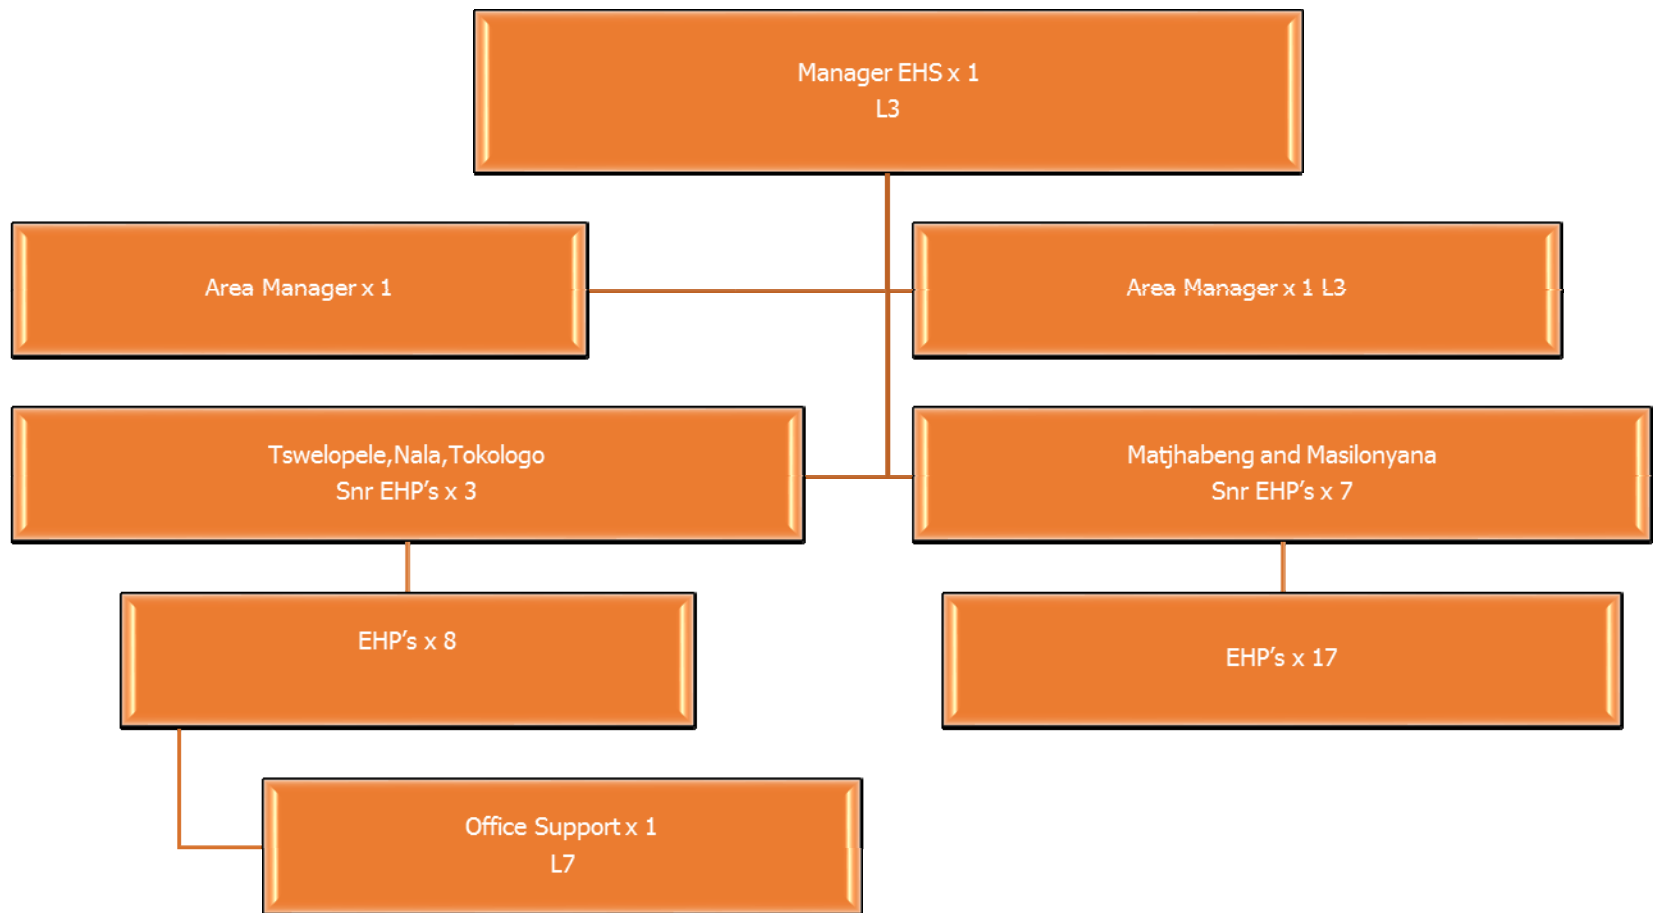 Manager EHS x 1
L3
Area Manager x 1
Area Manager x 1 L3
Tswelopele,Nala,Tokologo
Snr EHP’s x 3
Matjhabeng and Masilonyana
Snr EHP’s x 7
EHP’s x 8
EHP’s x 17
Office Support x 1
L7